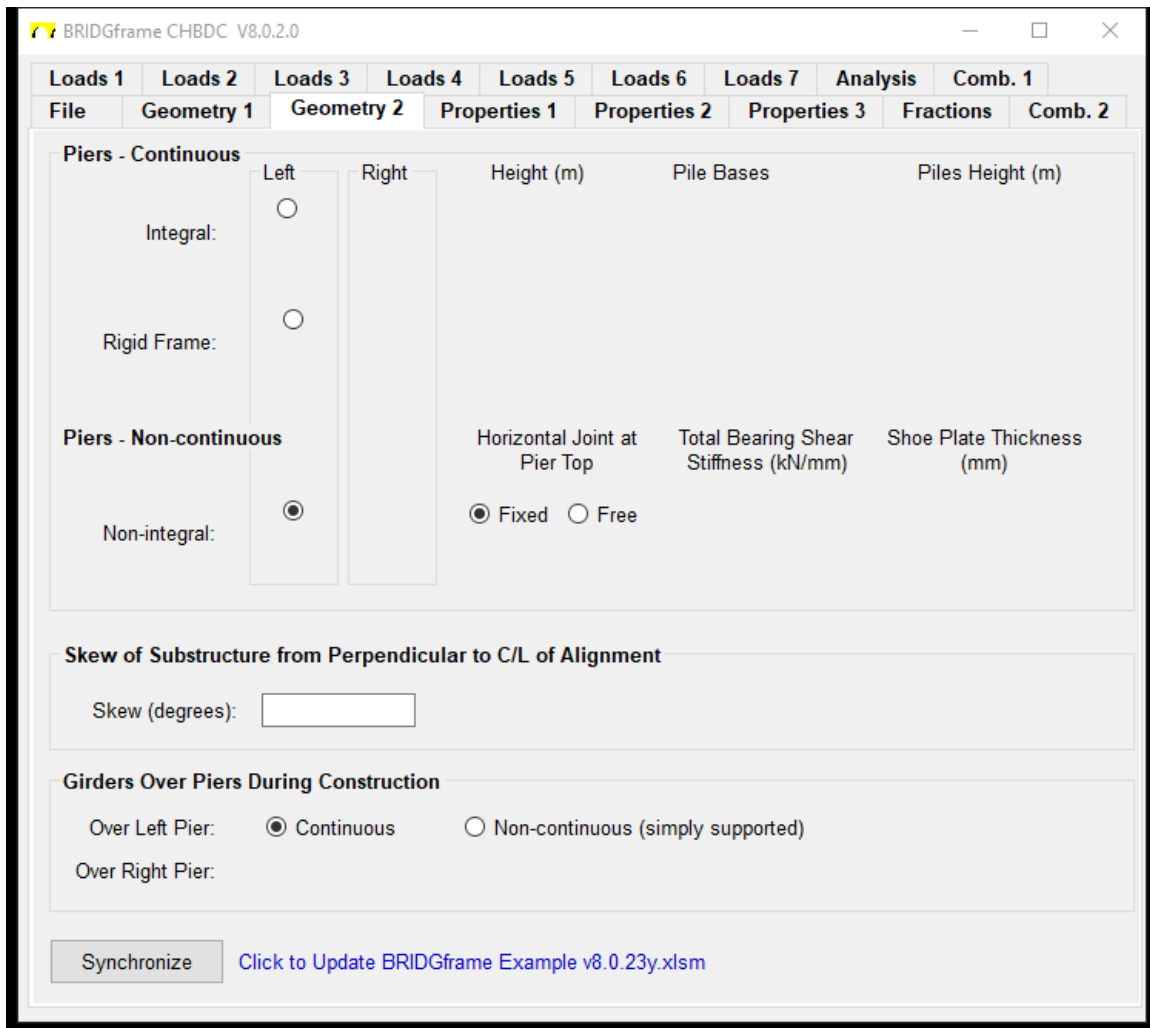 BRIDGframe CHBDC V8.0.2.0
Loads 1 Loads 2 Loads 3 Loads 4 Loads 5 Loads 6 Loads 7 Analysis Comb. 1
File Geometry 1 Geometry 2 Properties 1 Properties 2 Properties 3 Fractions Comb. 2
Piers - Continuous
Left Right Height (m) Pile Bases Piles Height (m)
Integral:
Rigid Frame:
Piers - Non-continuous
Horizontal Joint at Pier Top
Total Bearing Shear Stiffness (kN/mm)
Shoe Plate Thickness (mm)
Non-integral: Fixed Free
Skew of Substructure from Perpendicular to C/L of Alignment
Skew (degrees):
Girders Over Piers During Construction
Over Left Pier: Continuous Non-continuous (simply supported)
Over Right Pier:
Synchronize Click to Update BRIDGframe Example v8.0.23y.xlsm